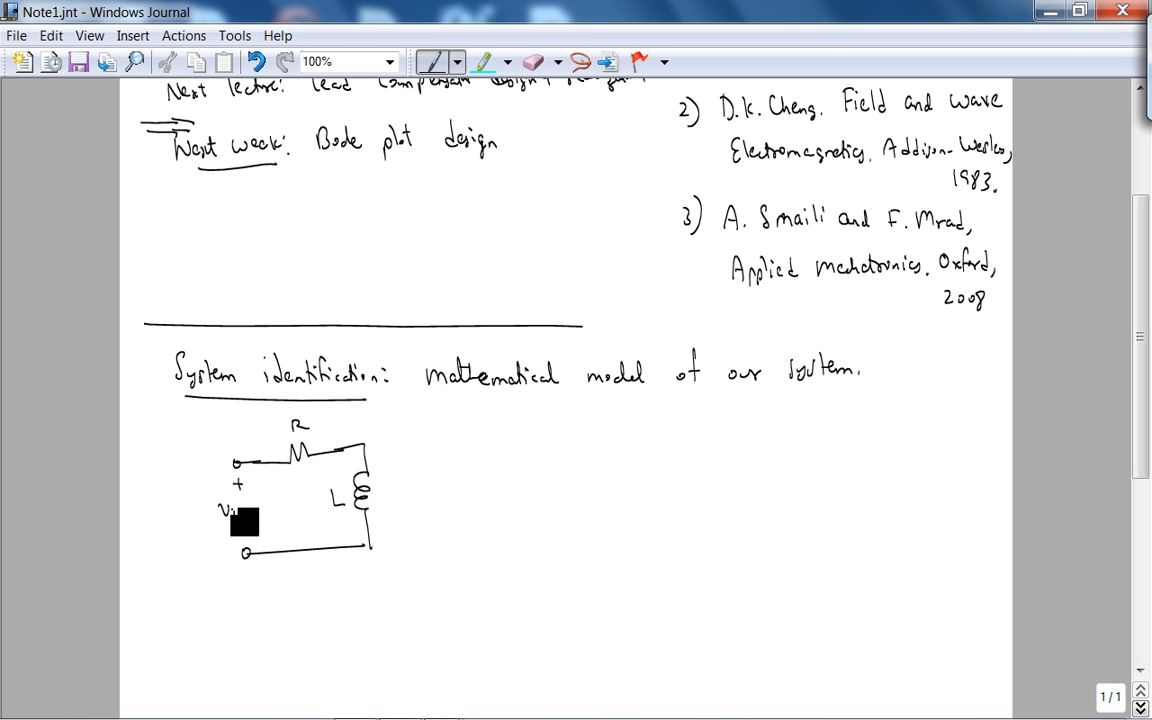 Note1.jnt - Windows Journal
File Edit View Insert Actions Tools Help
100%
Next lecture: Lead
Next week: Bode plot design
2) D.K. Cheng. Field and wave
Electromagnetics. Addison-Wesley,
1983.
3) A. Smaili and F. Mrad,
Applied mechatronics. Oxford,
2008
System identification: mathematical model of our system.
R
+
L
1 / 1